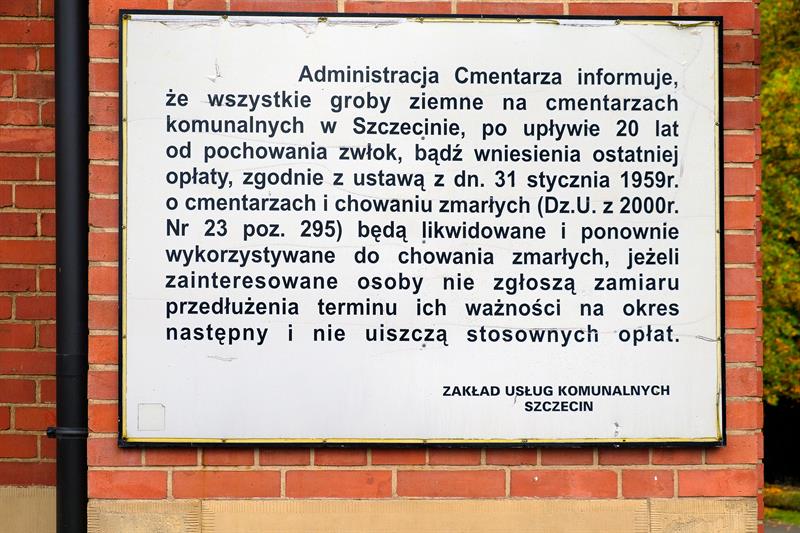 Administracja Cmentarza informuje,
że wszystkie groby ziemne na cmentarzach
komunalnych w Szczecinie, po upływie 20 lat
od pochowania zwłok, bądź wniesienia ostatniej
opłaty, zgodnie z ustawą z dn. 31 stycznia 1959r.
o cmentarzach i chowaniu zmarłych (Dz.U. z 2000r.
Nr 23 poz. 295) będą likwidowane i ponownie
wykorzystywane do chowania zmarłych, jeżeli
zainteresowane osoby nie zgłoszą zamiaru
przedłużenia terminu ich ważności na okres
następny i nie uiszczą stosownych opłat.
ZAKŁAD USŁUG KOMUNALNYCH
SZCZECIN